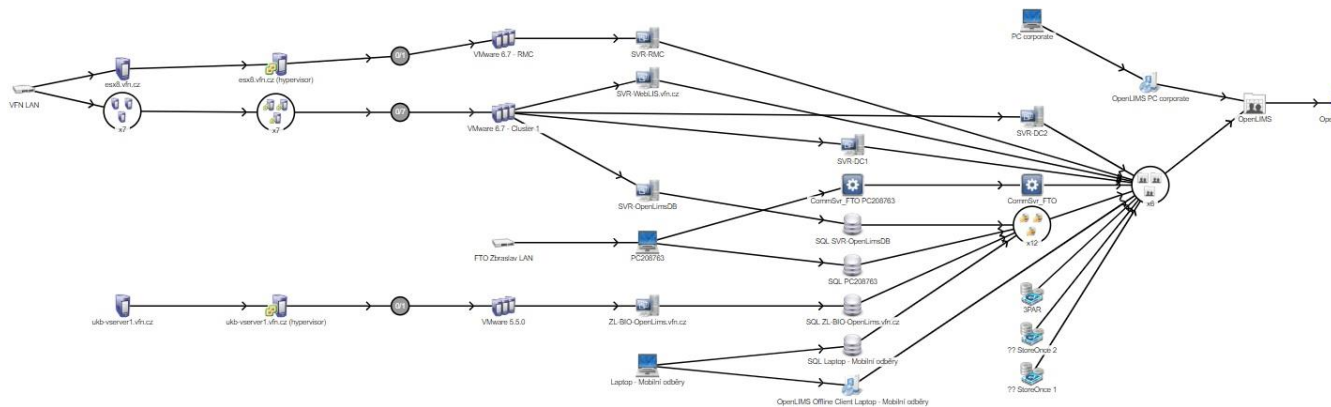 PC corporate
VMware 6.7 - RMC
SVR-RMC
0/1
esx8.vfn.cz
esx8.vfn.cz (hypervisor)
VFN LAN
OpenLIMS PC corporate
SVR-WebLIS.vfn.cz
x7
x7
0/7
VMware 6.7 - Cluster 1
SVR-DC2
OpenLIMS
SVR-DC1
SVR-OpenLimsDB
CommSvr_FTO PC208763
CommSvr_FTO
x6
SQL SVR-OpenLimsDB
x12
FTO Zbraslav LAN
PC208763
SQL PC208763
0/1
ukb-vserver1.vfn.cz
ukb-vserver1.vfn.cz (hypervisor)
VMware 5.5.0
ZL-BIO-OpenLims.vfn.cz
SQL ZL-BIO-OpenLims.vfn.cz
3PAR
SQL Laptop - Mobilní odběry
?? StoreOnce 2
Laptop - Mobilní odběry
OpenLIMS Offline Client Laptop - Mobilní odběry
?? StoreOnce 1